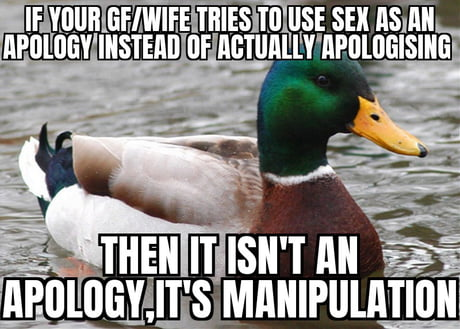 IF YOUR GF/WIFE TRIES TO USE SEX AS AN
APOLOGY INSTEAD OF ACTUALLY APOLOGISING
THEN IT ISN'T AN
APOLOGY,IT'S MANIPULATION